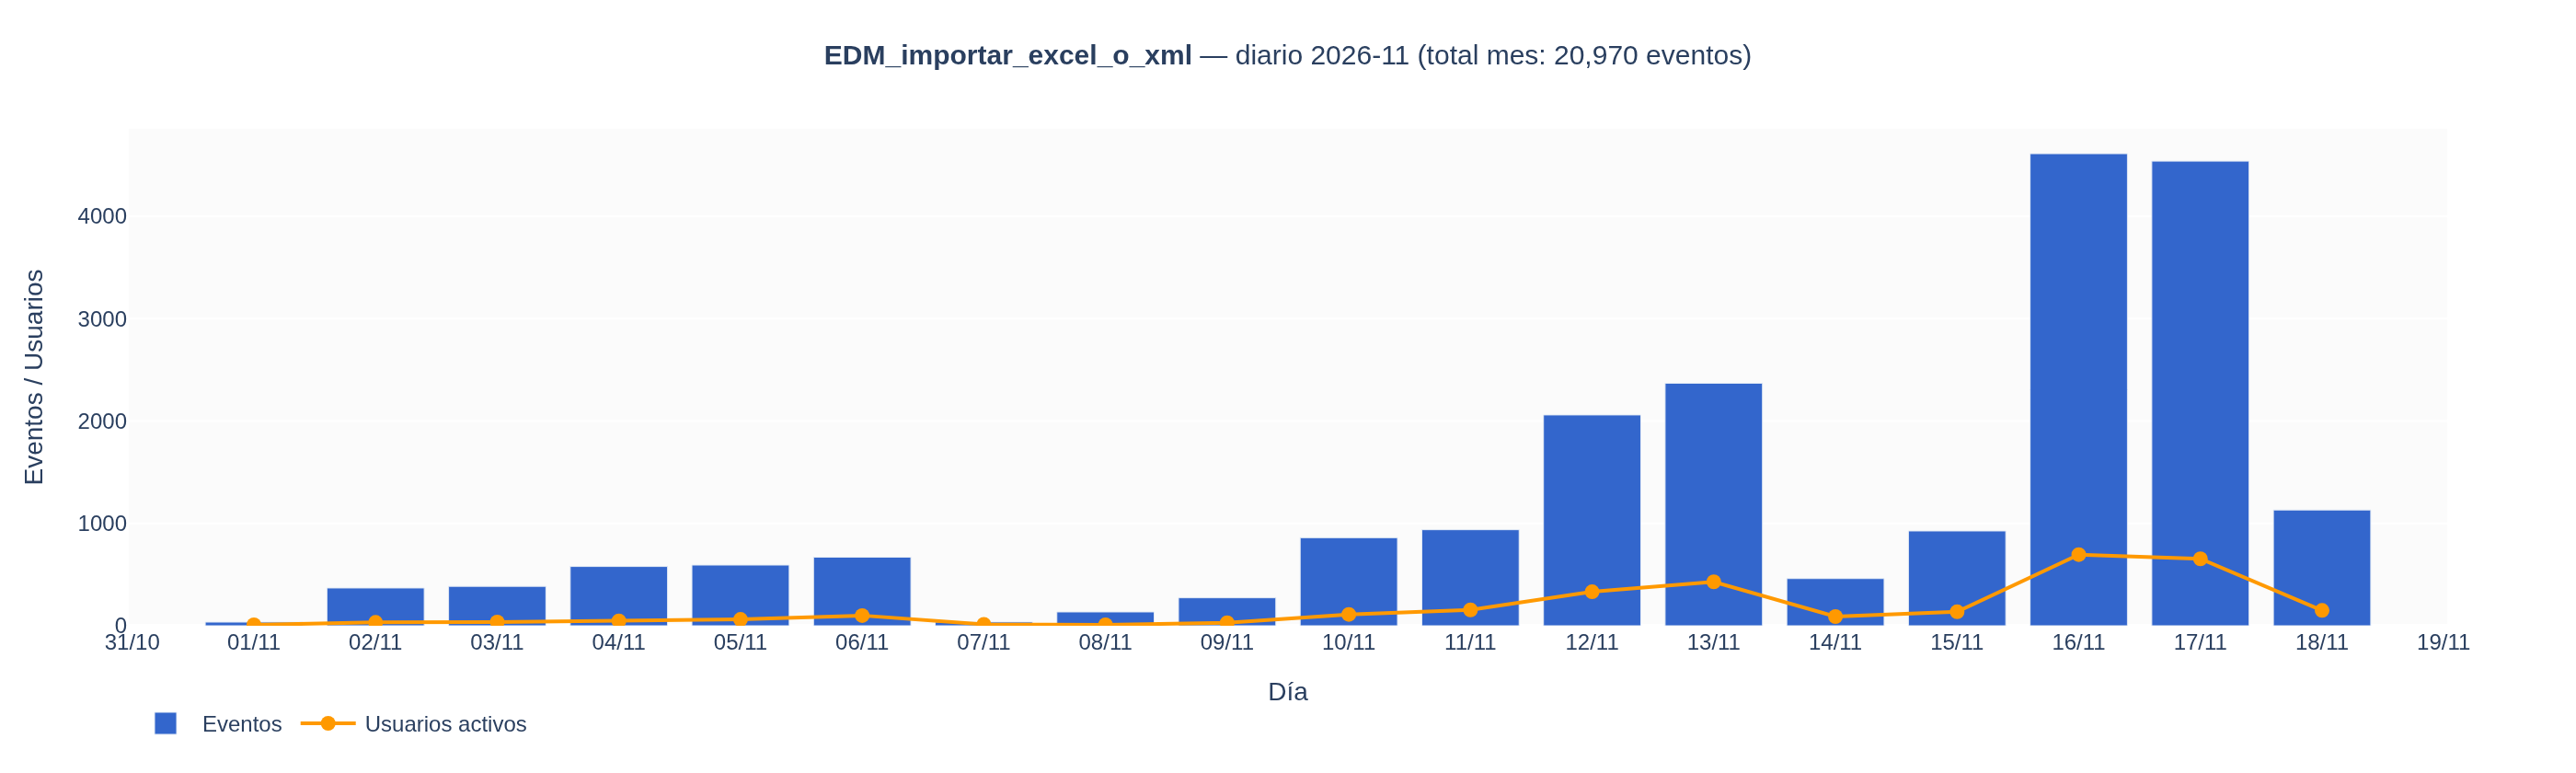 EDM_importar_excel_o_xml — diario 2026-11 (total mes: 20,970 eventos)
Eventos / Usuarios
4000
3000
2000
1000
0
31/10 01/11 02/11 03/11 04/11 05/11 06/11 07/11 08/11 09/11 10/11 11/11 12/11 13/11 14/11 15/11 16/11 17/11 18/11 19/11
Día
Eventos Usuarios activos